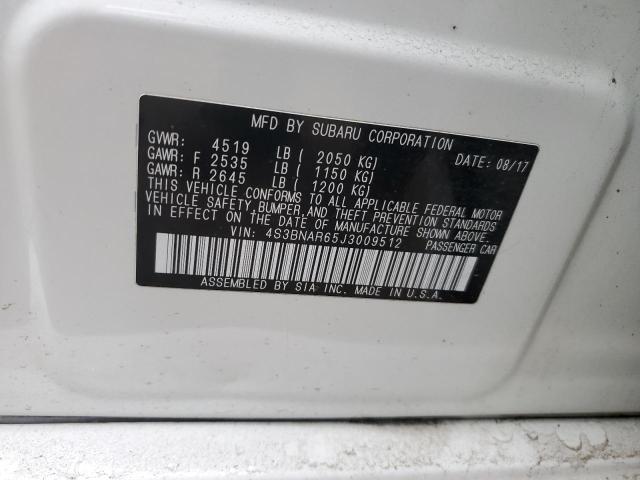 MFD BY SUBARU CORPORATION
GVWR: 4519 LB ( 2050 KG) DATE: 08/17
GAWR: F 2535 LB ( 1150 KG)
GAWR: R 2645 LB ( 1200 KG)
THIS VEHICLE CONFORMS TO ALL APPLICABLE FEDERAL MOTOR
VEHICLE SAFETY, BUMPER, AND THEFT PREVENTION STANDARDS
IN EFFECT ON THE DATE OF MANUFACTURE SHOWN ABOVE.
VIN: 4S3BNAR65J3009512 PASSENGER CAR
ASSEMBLED BY SIA INC. MADE IN U.S.A.